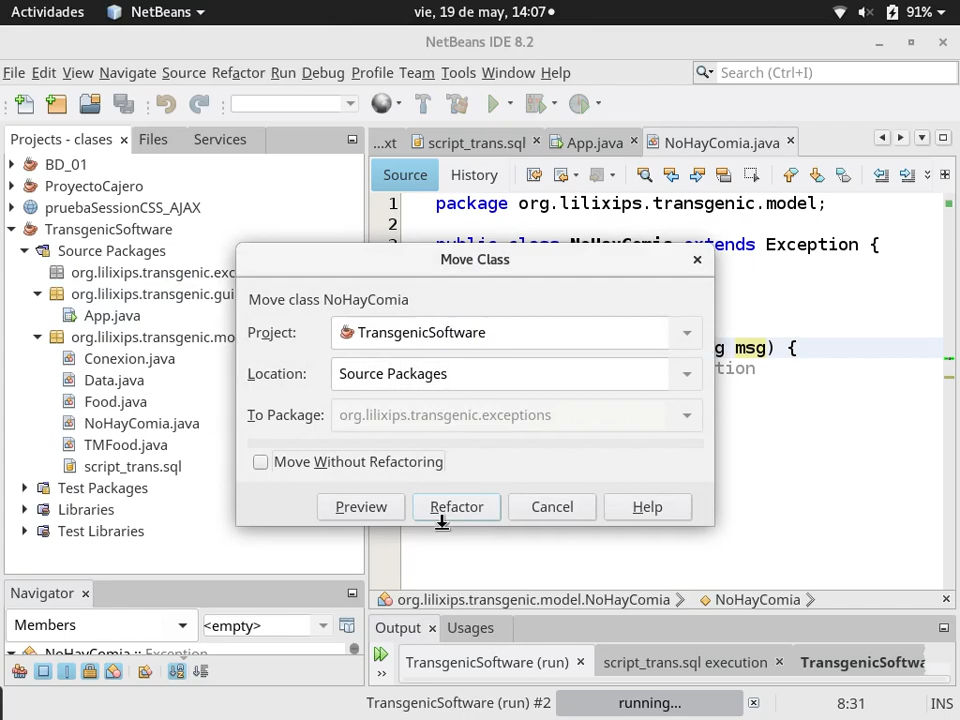 Actividades NetBeans vie, 19 de may, 14:07 91%
NetBeans IDE 8.2
File Edit View Navigate Source Refactor Run Debug Profile Team Tools Window Help Search (Ctrl+I)
Projects - clases Files Services
...xt script_trans.sql App.java NoHayComia.java
BD_01
ProyectoCajero
pruebaSessionCSS_AJAX
TransgenicSoftware
Source Packages
org.lilixips.transgenic.exc
org.lilixips.transgenic.gui
App.java
org.lilixips.transgenic.mo
Conexion.java
Data.java
Food.java
NoHayComia.java
TMFood.java
script_trans.sql
Test Packages
Libraries
Test Libraries
Source History
1 package org.lilixips.transgenic.model;
2
public class NoHayComia extends Exception {
g msg) {
tion
Move Class
Move class NoHayComia
Project: TransgenicSoftware
Location: Source Packages
To Package: org.lilixips.transgenic.exceptions
Move Without Refactoring
Preview Refactor Cancel Help
Navigator
Members <empty>
NoHayComia :: Exception
org.lilixips.transgenic.model.NoHayComia NoHayComia
Output Usages
TransgenicSoftware (run) script_trans.sql execution TransgenicSoftwa
TransgenicSoftware (run) #2 running... 8:31 INS